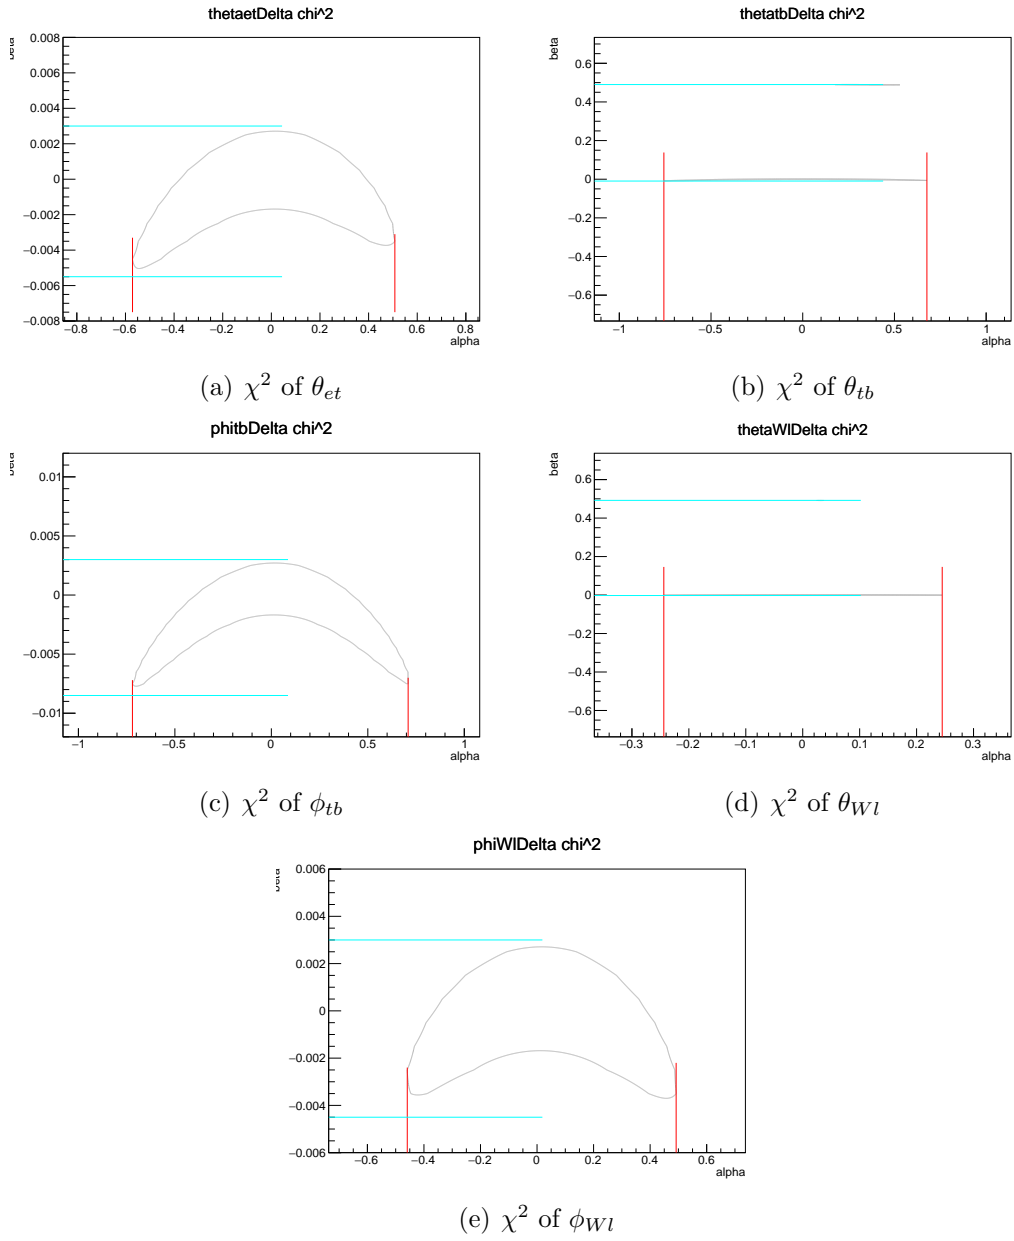 thetaetDelta chi^2
beta
0.008
0.006
0.004
0.002
0
−0.002
−0.004
−0.006
−0.008
−0.8 −0.6 −0.4 −0.2 0 0.2 0.4 0.6 0.8
alpha
(a) χ² of θet
thetatbDelta chi^2
beta
0.6
0.4
0.2
0
−0.2
−0.4
−0.6
−1 −0.5 0 0.5 1
alpha
(b) χ² of θtb
phitbDelta chi^2
beta
0.01
0.005
0
−0.005
−0.01
−1 −0.5 0 0.5 1
alpha
(c) χ² of ϕtb
thetaWlDelta chi^2
beta
0.6
0.4
0.2
0
−0.2
−0.4
−0.6
−0.3 −0.2 −0.1 0 0.1 0.2 0.3
alpha
(d) χ² of θWl
phiWlDelta chi^2
beta
0.006
0.004
0.002
0
−0.002
−0.004
−0.006
−0.6 −0.4 −0.2 0 0.2 0.4 0.6
alpha
(e) χ² of ϕWl